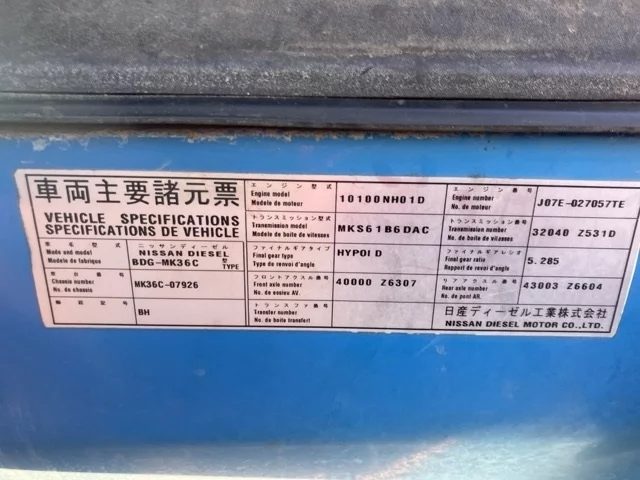 車両主要諸元票
VEHICLE SPECIFICATIONS
SPECIFICATIONS DE VEHICLE
車名型式
Make and model
Modele de fabrique
ニッサンディーゼル
NISSAN DIESEL
BDG-MK36C 型 TYPE
車台番号
Chassis number
No. de chassis
MK36C-07926
BH
エンジン型式
Engine model
Modele de moteur
10100NH01D
トランスミッション型式
Transmission model
Modele de boite de vitesses
MKS61B6DAC
ファイナルギアタイプ
Final gear type
Type de renvoi d'angle
HYPOI D
フロントアクスル番号
Front axle number
No. de essieu AV.
40000 Z6307
トランスファ番号
Transfer number
No. de boite transfert
エンジン番号
Engine number
No. de moteur
J07E-027057TE
トランスミッション番号
Transmission number
No. de boite de vitesses
32040 Z531D
ファイナルギアレシオ
Final gear ratio
Rapport de renvoi d'angle
5.285
リアアクスル番号
Rear axle number
No. de pont AR.
43003 Z6604
日産ディーゼル工業株式会社
NISSAN DIESEL MOTOR CO.,LTD.